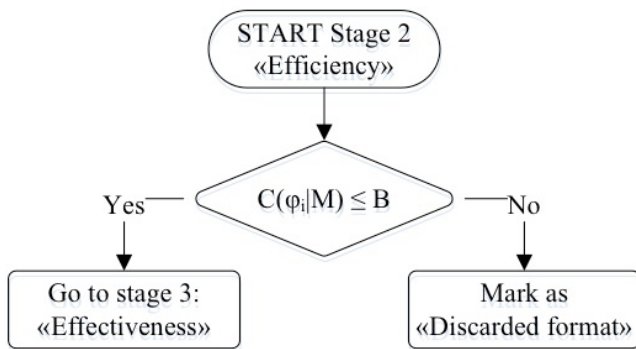 START Stage 2
«Efficiency»
C(φᵢ|M) ≤ B
Yes
No
Go to stage 3:
«Effectiveness»
Mark as
«Discarded format»